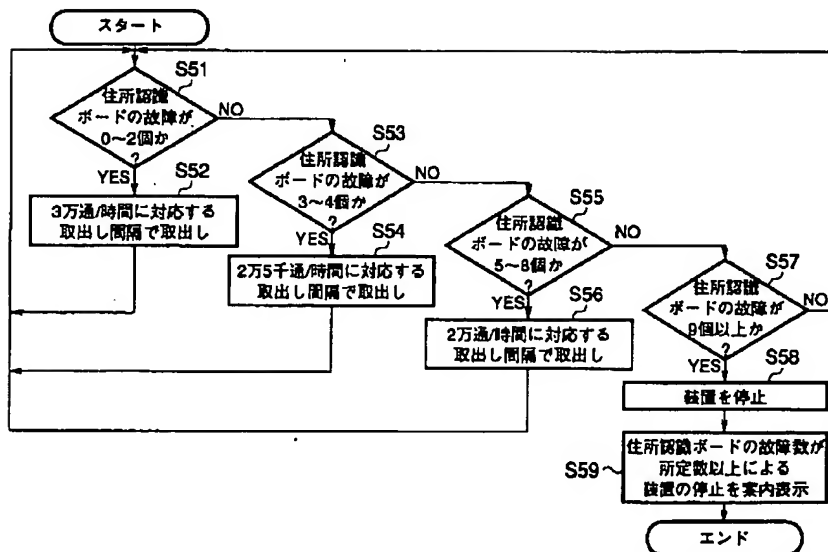 スタート
S51
住所認識
ボードの故障が
0~2個か
?
NO
YES
S52
3万通/時間に対応する
取出し間隔で取出し
S53
住所認識
ボードの故障が
3~4個か
?
NO
YES
S54
2万5千通/時間に対応する
取出し間隔で取出し
S55
住所認識
ボードの故障が
5~8個か
?
NO
YES
S56
2万通/時間に対応する
取出し間隔で取出し
S57
住所認識
ボードの故障が
9個以上か
?
NO
YES
S58
装置を停止
S59
住所認識ボードの故障数が
所定数以上による
装置の停止を案内表示
エンド